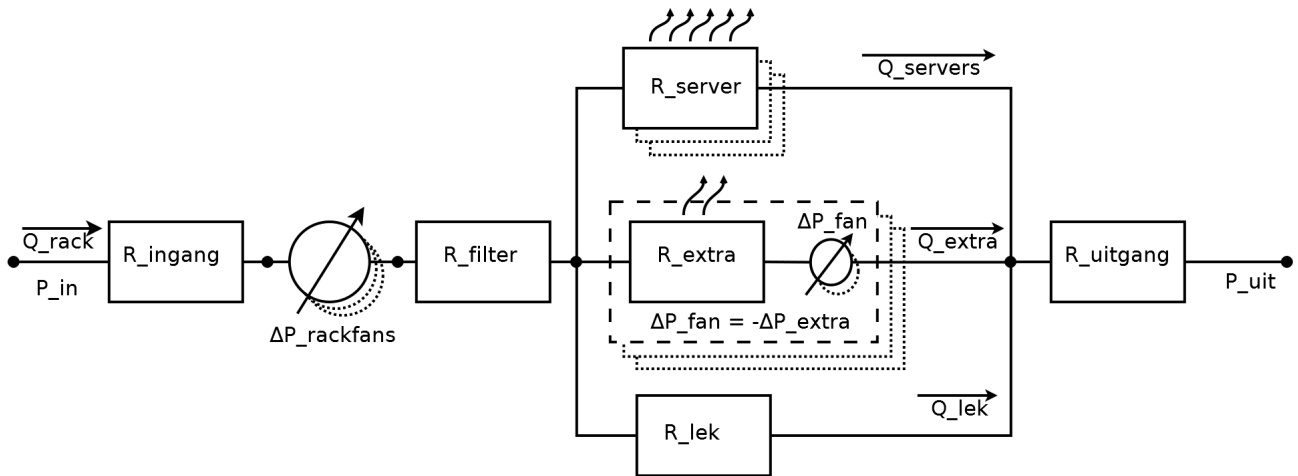 R_server
Q_servers
Q_rack
P_in
R_ingang
ΔP_rackfans
R_filter
R_extra
ΔP_fan
ΔP_fan = -ΔP_extra
Q_extra
R_uitgang
P_uit
R_lek
Q_lek